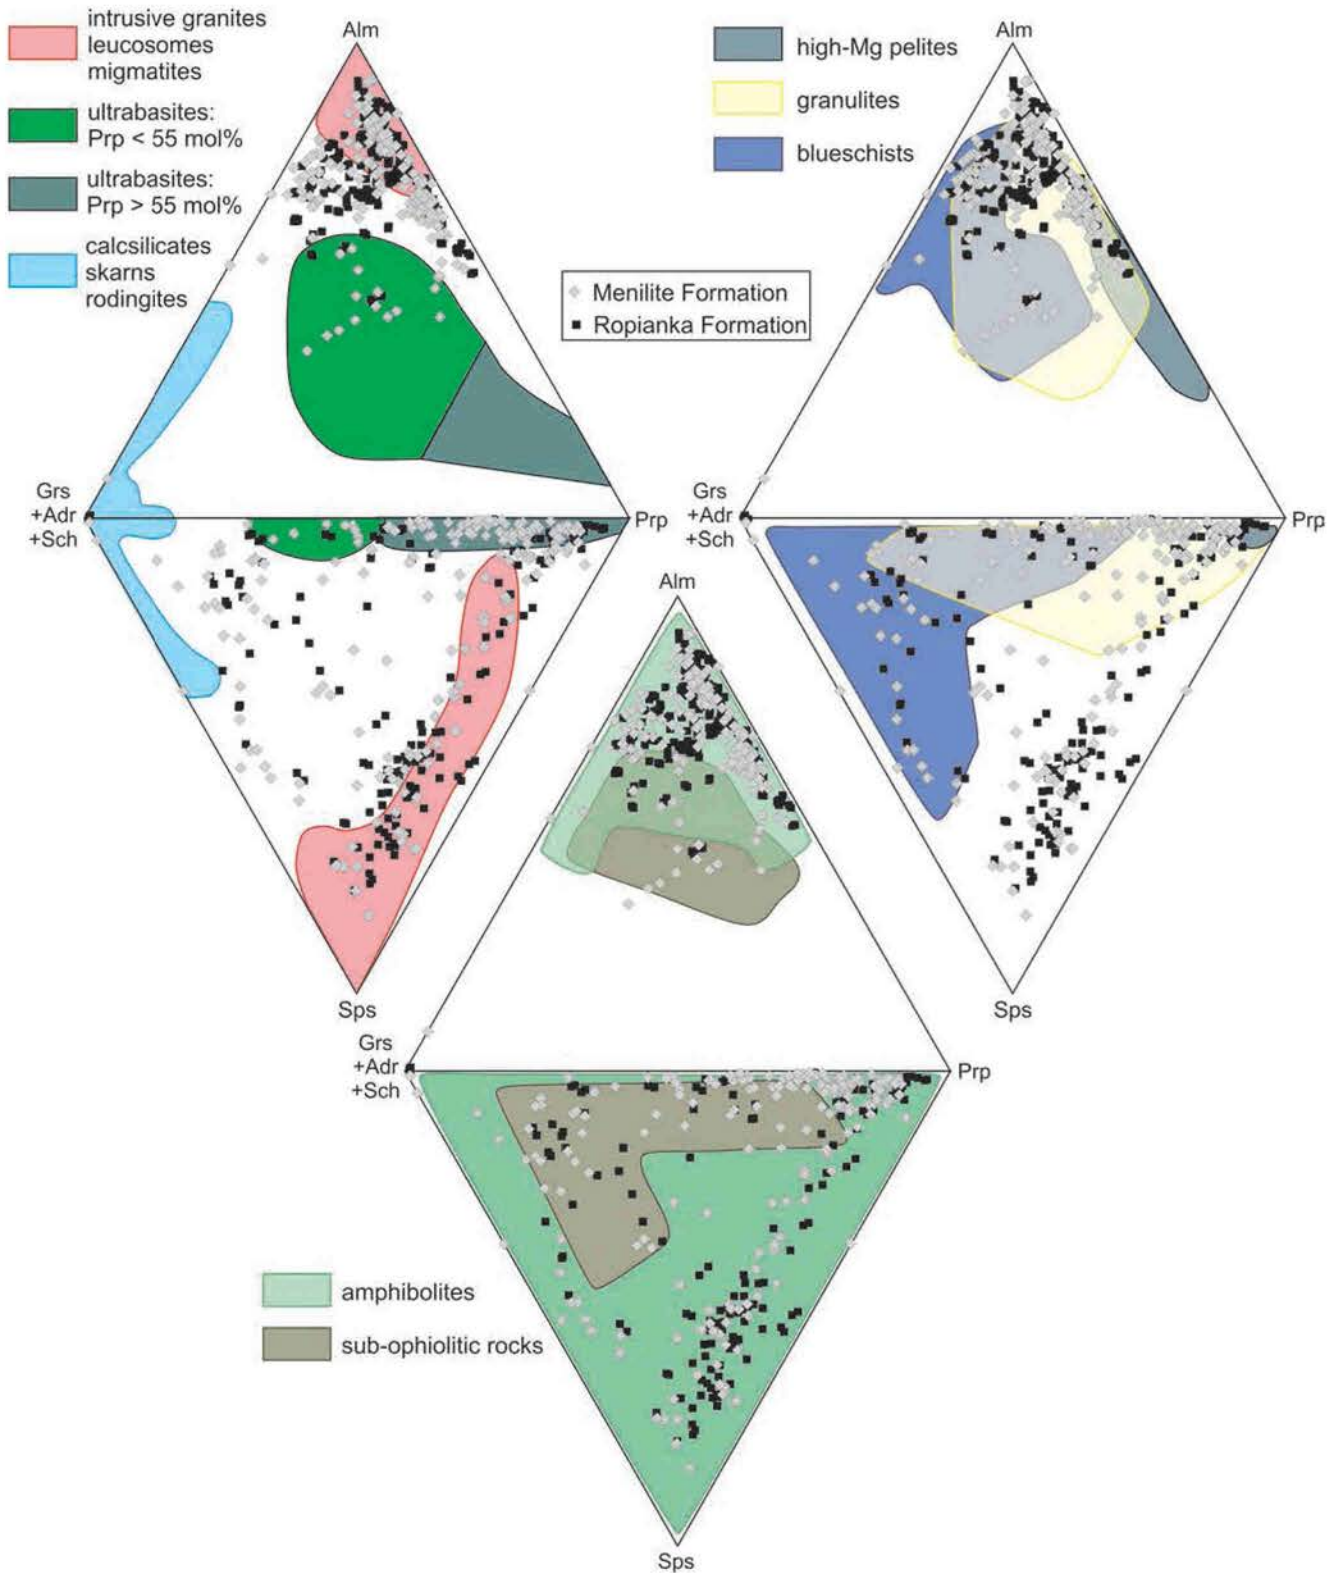 intrusive granites
leucosomes
migmatites
ultrabasites:
Prp < 55 mol%
ultrabasites:
Prp > 55 mol%
calcsilicates
skarns
rodingites
Alm
Grs
+Adr
+Sch
Prp
Sps
high-Mg pelites
granulites
blueschists
Alm
Grs
+Adr
+Sch
Prp
Sps
Menilite Formation
Ropianka Formation
Alm
Grs
+Adr
+Sch
Prp
Sps
amphibolites
sub-ophiolitic rocks